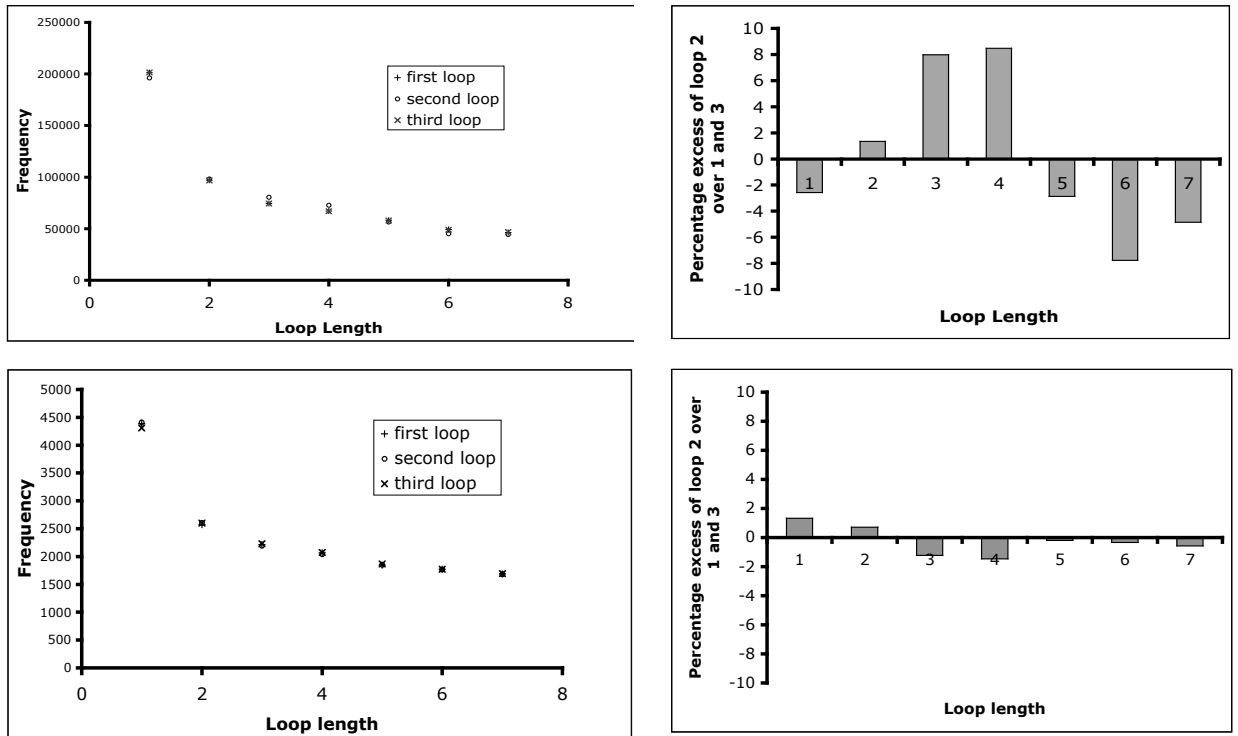 250000
200000
150000
100000
50000
0
Frequency
0 2 4 6 8
Loop Length
+ first loop
○ second loop
× third loop
10
8
6
4
2
0
-2
-4
-6
-8
-10
Percentage excess of loop 2
over 1 and 3
1 2 3 4 5 6 7
Loop Length
5000
4500
4000
3500
3000
2500
2000
1500
1000
500
0
Frequency
0 2 4 6 8
Loop length
+ first loop
○ second loop
× third loop
10
8
6
4
2
0
-2
-4
-6
-8
-10
Percentage excess of loop 2 over
1 and 3
1 2 3 4 5 6 7
Loop length